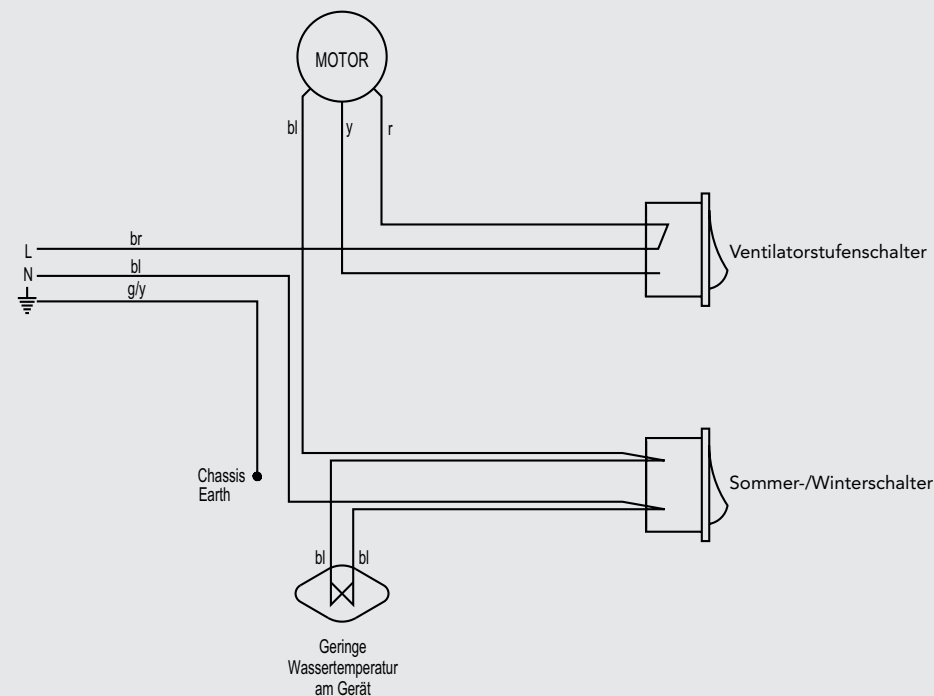 MOTOR
bl
y
r
Ventilatorstufenschalter
L
br
N
bl
g/y
Chassis
Earth
Sommer-/Winterschalter
bl
bl
Geringe
Wassertemperatur
am Gerät